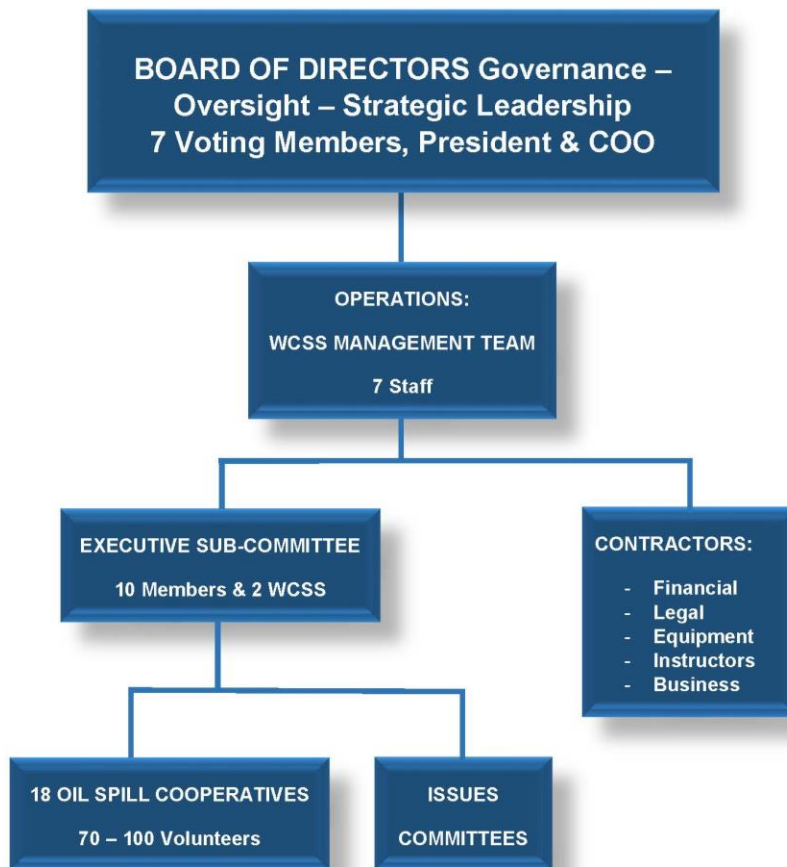 BOARD OF DIRECTORS Governance –
Oversight – Strategic Leadership
7 Voting Members, President & COO
OPERATIONS:
WCSS MANAGEMENT TEAM
7 Staff
EXECUTIVE SUB-COMMITTEE
10 Members & 2 WCSS
CONTRACTORS:
- Financial
- Legal
- Equipment
- Instructors
- Business
18 OIL SPILL COOPERATIVES
70 – 100 Volunteers
ISSUES
COMMITTEES